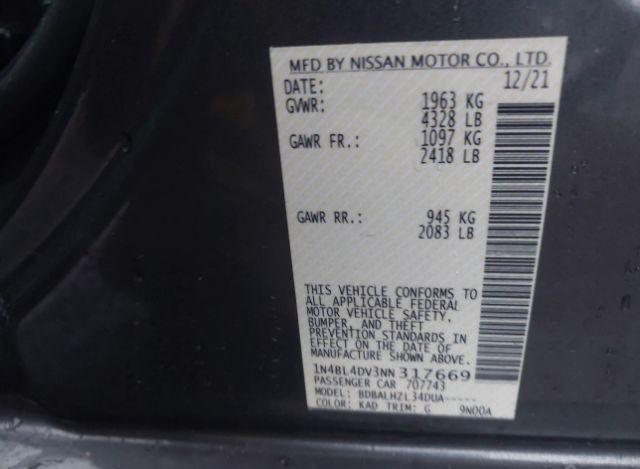 MFD BY NISSAN MOTOR CO., LTD.
DATE: 12/21
GVWR: 1963 KG
4328 LB
GAWR FR.: 1097 KG
2418 LB
GAWR RR.: 945 KG
2083 LB
THIS VEHICLE CONFORMS TO
ALL APPLICABLE FEDERAL
MOTOR VEHICLE SAFETY,
BUMPER, AND THEFT
PREVENTION STANDARDS IN
EFFECT ON THE DATE OF
MANUFACTURE SHOWN ABOVE.
1N4BL4DV3NN317669
PASSENGER CAR 707743
MODEL: BDBALHZL34DUA-----
COLOR: KAD TRIM: G 9N00A